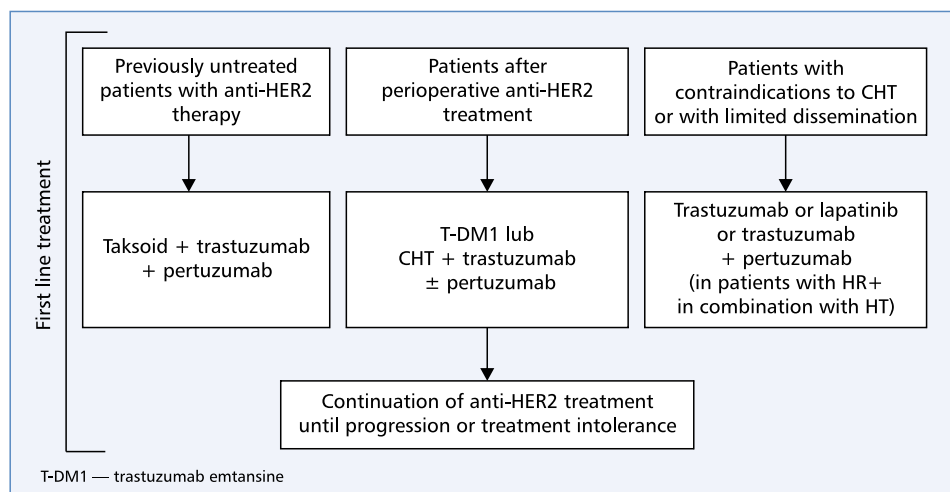 First line treatment
Previously untreated
patients with anti-HER2
therapy
Patients after
perioperative anti-HER2
treatment
Patients with
contraindications to CHT
or with limited dissemination
Taksoid + trastuzumab
+ pertuzumab
T-DM1 lub
CHT + trastuzumab
± pertuzumab
Trastuzumab or lapatinib
or trastuzumab
+ pertuzumab
(in patients with HR+
in combination with HT)
Continuation of anti-HER2 treatment
until progression or treatment intolerance
T-DM1 — trastuzumab emtansine